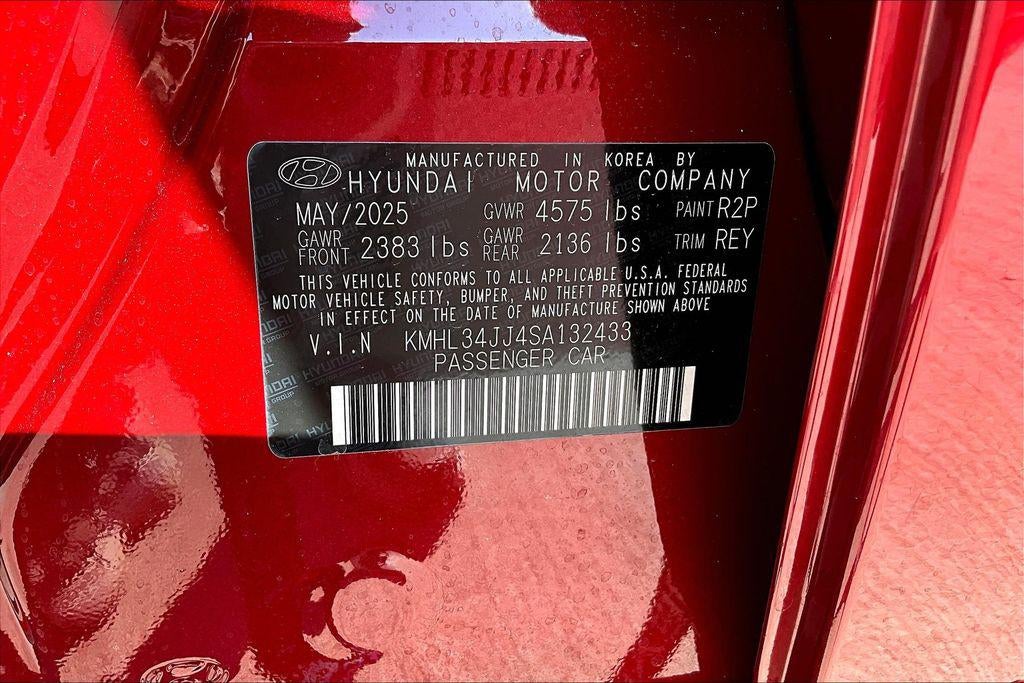 MANUFACTURED IN KOREA BY
HYUNDAI MOTOR COMPANY
MAY/2025 GVWR 4575 lbs PAINT R2P
GAWR FRONT 2383 lbs GAWR REAR 2136 lbs TRIM REY
THIS VEHICLE CONFORMS TO ALL APPLICABLE U.S.A. FEDERAL
MOTOR VEHICLE SAFETY, BUMPER, AND THEFT PREVENTION STANDARDS
IN EFFECT ON THE DATE OF MANUFACTURE SHOWN ABOVE
V.I.N KMHL34JJ4SA132433
PASSENGER CAR